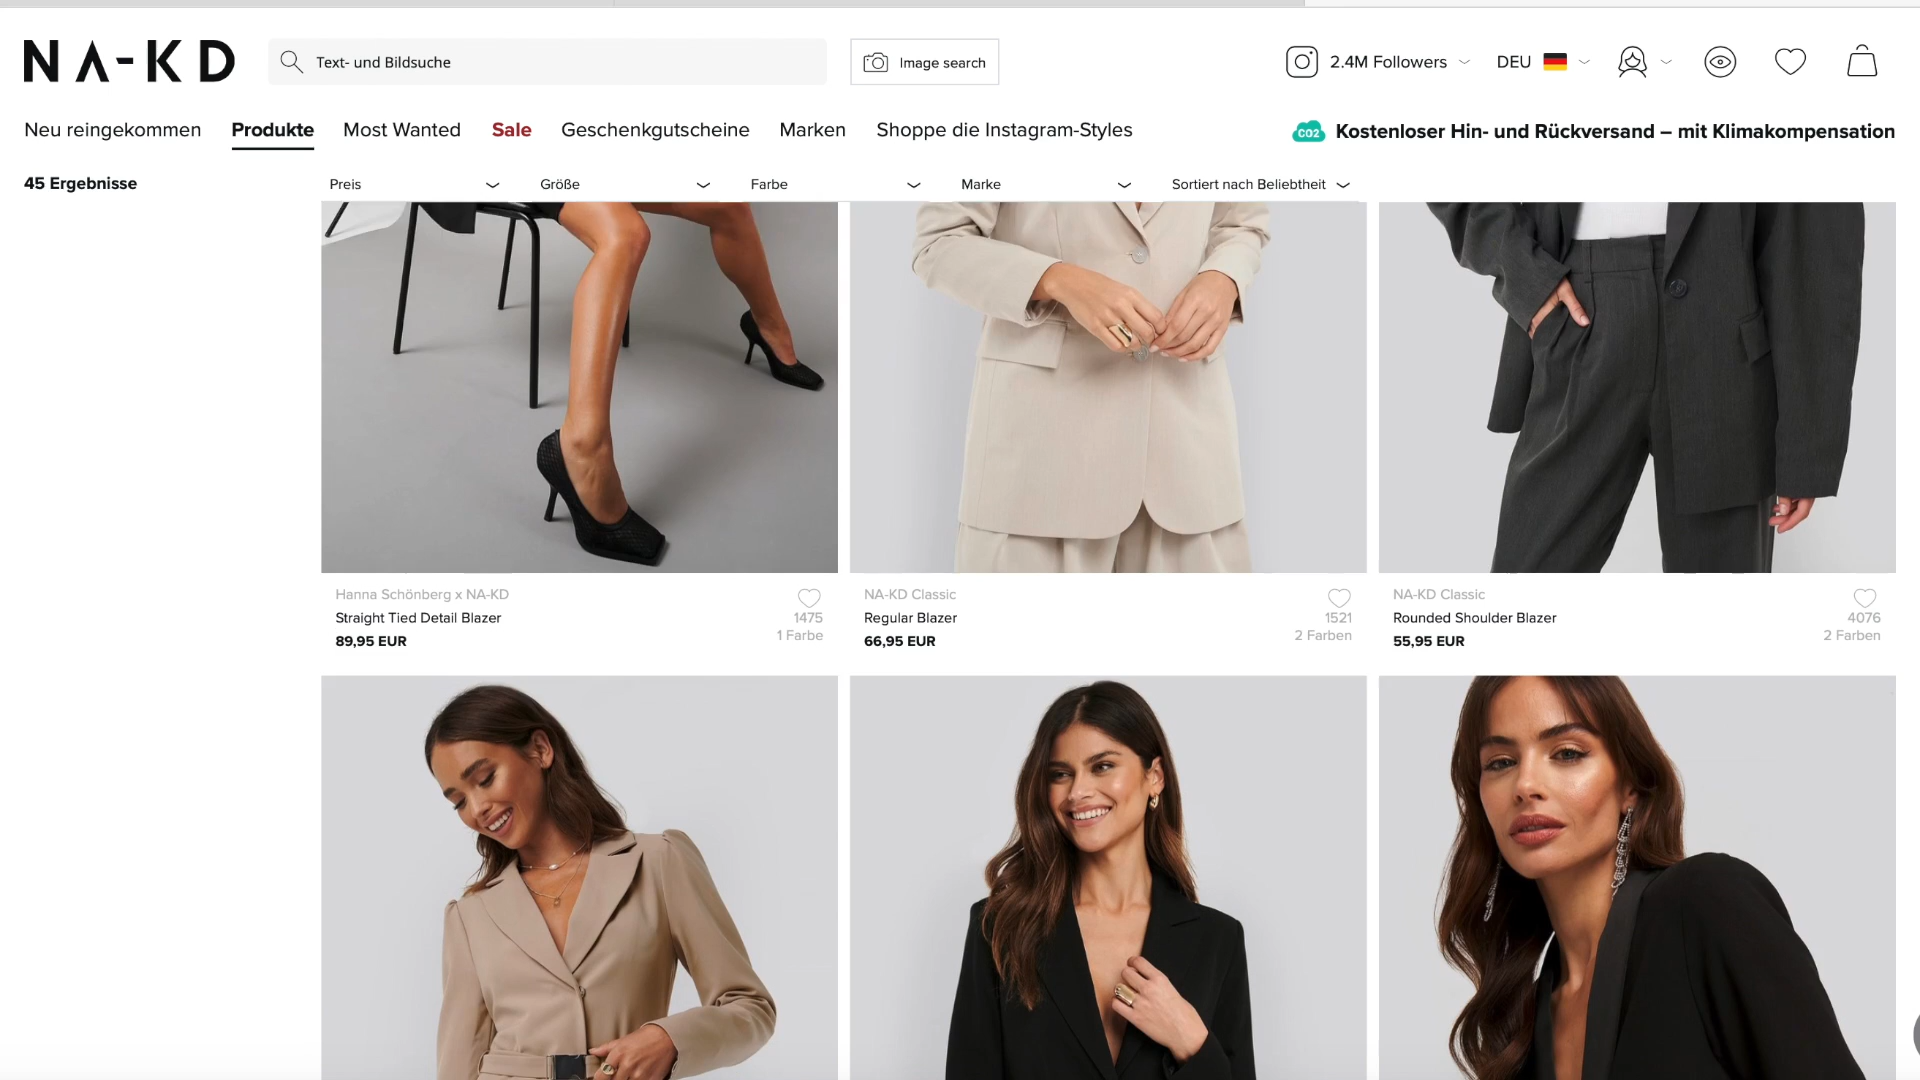 NA-KD
Text- und Bildsuche
Image search
2.4M Followers
DEU
Neu reingekommen
Produkte
Most Wanted
Sale
Geschenkgutscheine
Marken
Shoppe die Instagram-Styles
CO2
Kostenloser Hin- und Rückversand – mit Klimakompensation
45 Ergebnisse
Preis
Größe
Farbe
Marke
Sortiert nach Beliebtheit
Hanna Schönberg x NA-KD
Straight Tied Detail Blazer
89,95 EUR
1475
1 Farbe
NA-KD Classic
Regular Blazer
66,95 EUR
1521
2 Farben
NA-KD Classic
Rounded Shoulder Blazer
55,95 EUR
4076
2 Farben